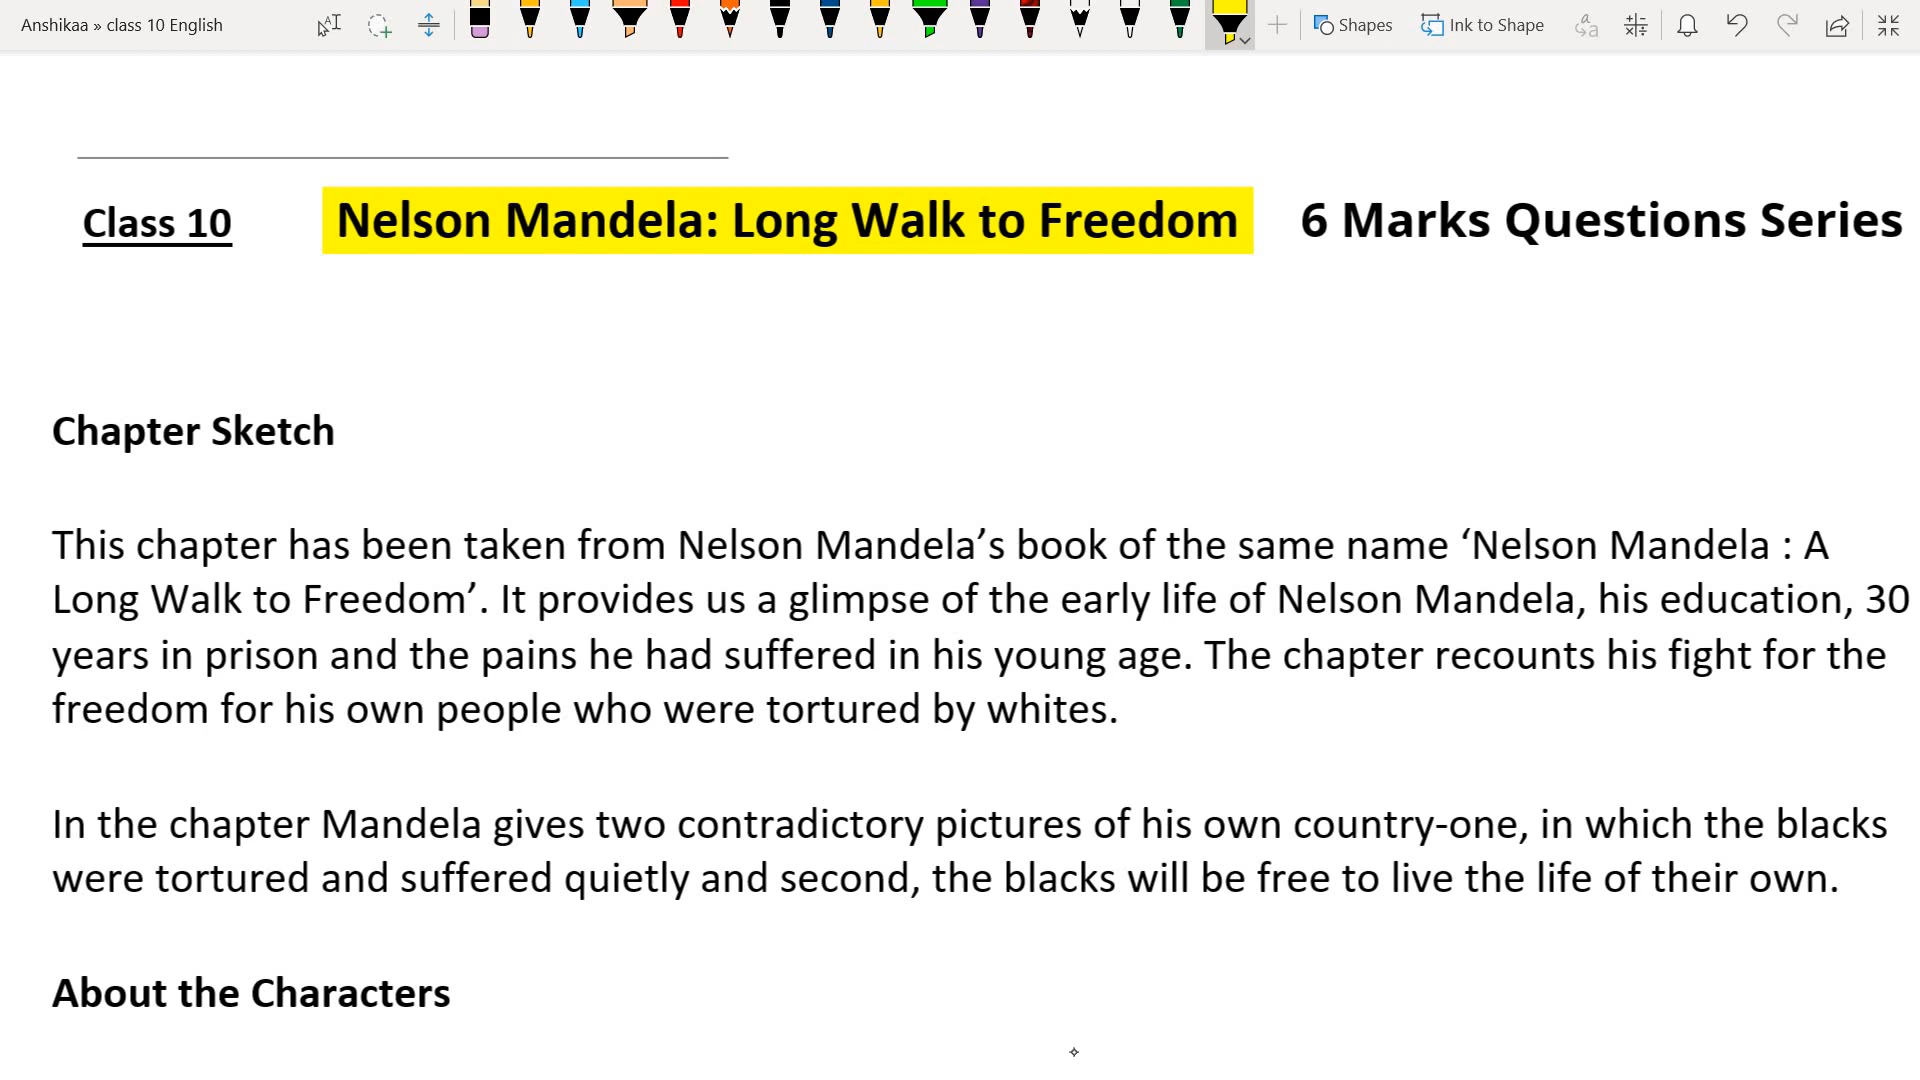 Anshikaa » class 10 English
Shapes
Ink to Shape
Class 10 Nelson Mandela: Long Walk to Freedom 6 Marks Questions Series
Chapter Sketch
This chapter has been taken from Nelson Mandela’s book of the same name ‘Nelson Mandela : A
Long Walk to Freedom’. It provides us a glimpse of the early life of Nelson Mandela, his education, 30
years in prison and the pains he had suffered in his young age. The chapter recounts his fight for the
freedom for his own people who were tortured by whites.
In the chapter Mandela gives two contradictory pictures of his own country-one, in which the blacks
were tortured and suffered quietly and second, the blacks will be free to live the life of their own.
About the Characters